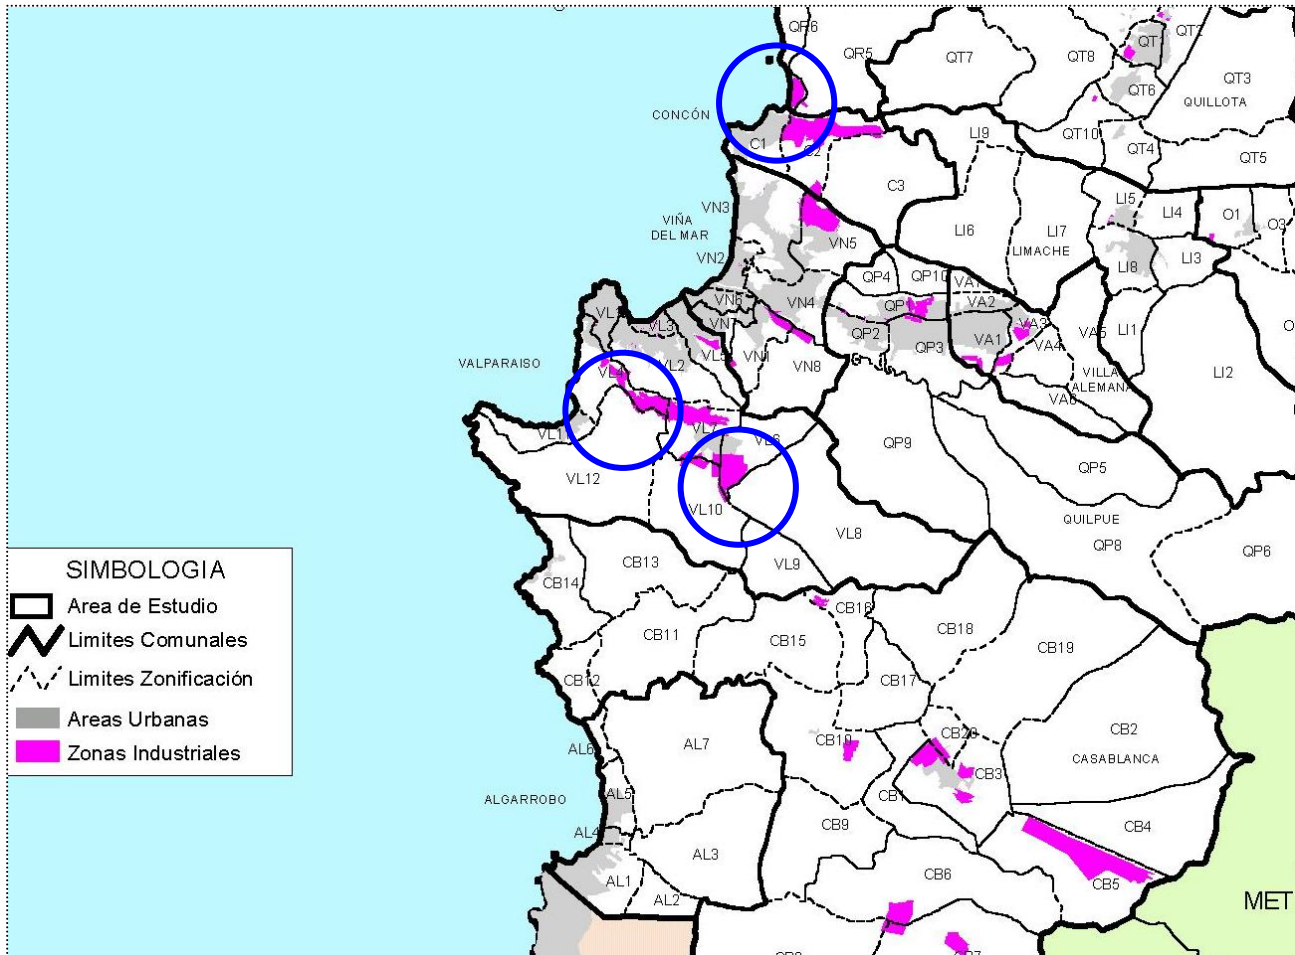 QR6
QR5
QT7
QT8
QT1
QT2
QT6
QT3
QUILLOTA
QT10
QT4
QT5
CONCÓN
C1
C2
C3
LI9
LI6
LI7
LIMACHE
LI5
LI4
O1
O3
LI8
LI3
VN3
VIÑA
DEL MAR
VN5
VN2
VN6
VN4
VN7
VN1
VN8
QP4
QP10
QP2
QP3
VA2
VA1
VA3
VA4
VA5
VILLA
ALEMANA
VA6
LI1
LI2
VL3
VL2
VL5
VALPARAISO
VL4
VL11
VL7
VL6
VL12
VL10
VL8
VL9
QP9
QP5
QUILPUE
QP8
QP6
SIMBOLOGIA
Area de Estudio
Limites Comunales
Limites Zonificación
Areas Urbanas
Zonas Industriales
CB14
CB13
CB11
CB12
CB15
CB16
CB18
CB19
CB17
CB20
CB2
CASABLANCA
CB3
CB10
CB9
CB4
CB5
CB6
AL6
AL7
AL5
ALGARROBO
AL4
AL3
AL1
AL2
MET